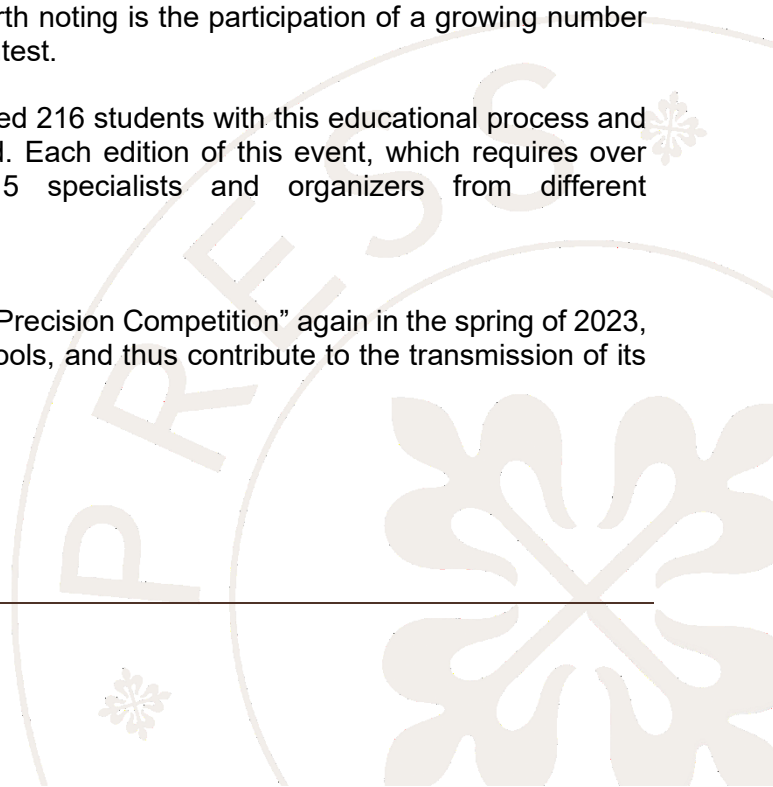 rth noting is the participation of a growing number
test.
ed 216 students with this educational process and
d. Each edition of this event, which requires over
5 specialists and organizers from different
Precision Competition” again in the spring of 2023,
ools, and thus contribute to the transmission of its
PRESS